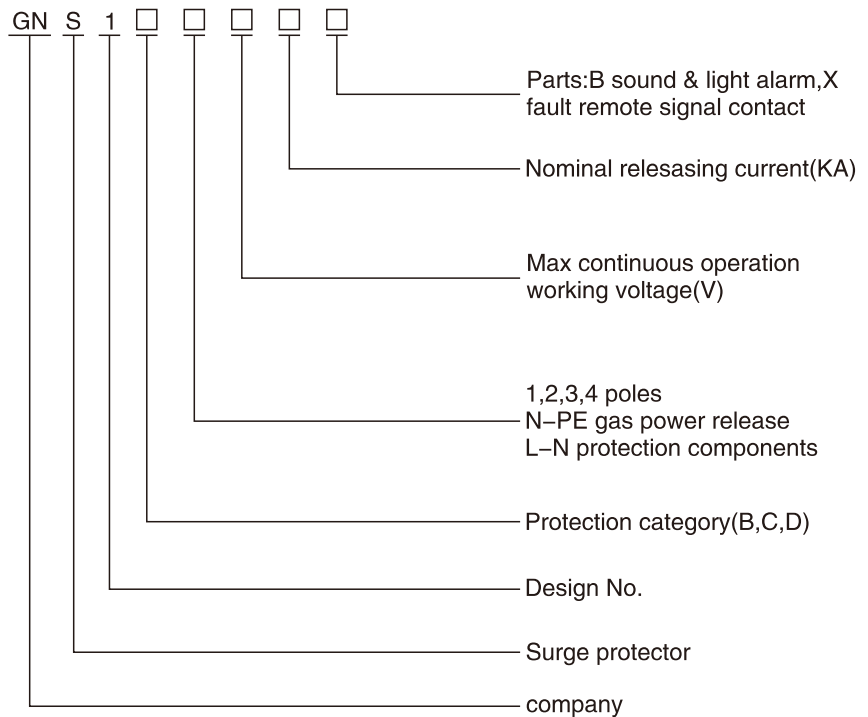 GN S 1 □ □ □ □ □
Parts:B sound & light alarm,X
fault remote signal contact
Nominal relesasing current(KA)
Max continuous operation
working voltage(V)
1,2,3,4 poles
N–PE gas power release
L–N protection components
Protection category(B,C,D)
Design No.
Surge protector
company